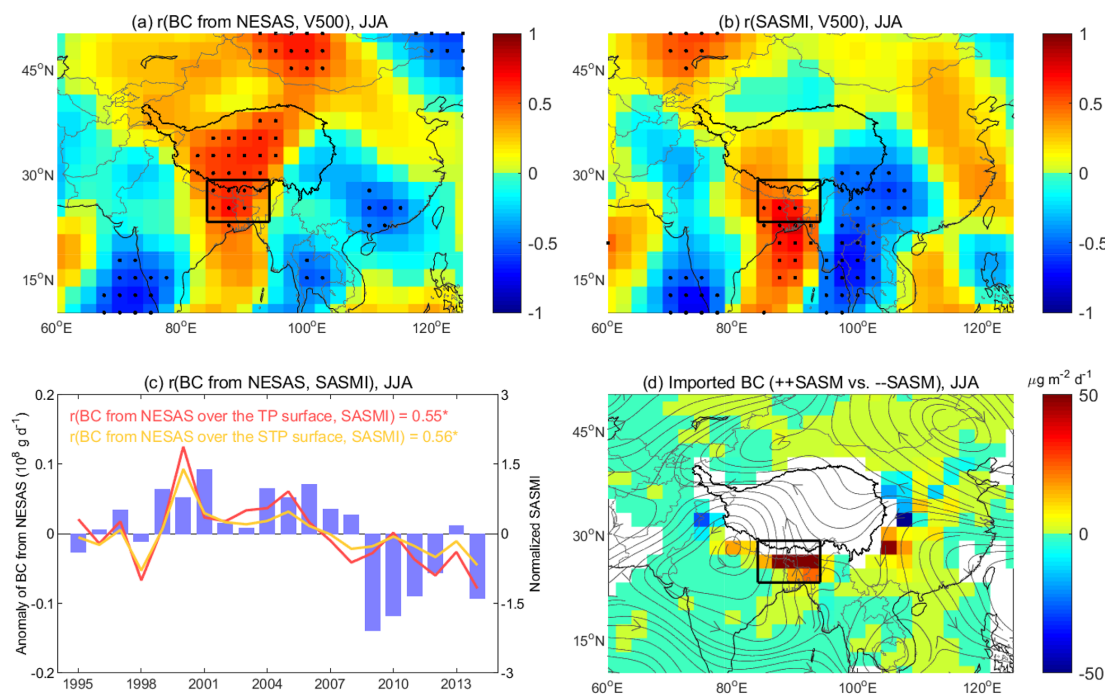 (a) r(BC from NESAS, V500), JJA
45°N
30°N
15°N
60°E 80°E 100°E 120°E
1
0.5
0
-0.5
-1
(b) r(SASMI, V500), JJA
45°N
30°N
15°N
60°E 80°E 100°E 120°E
1
0.5
0
-0.5
-1
(c) r(BC from NESAS, SASMI), JJA
r(BC from NESAS over the TP surface, SASMI) = 0.55*
r(BC from NESAS over the STP surface, SASMI) = 0.56*
Anomaly of BC from NESAS (10⁸ g d⁻¹)
0.2
0.1
0
-0.1
-0.2
1995 1998 2001 2004 2007 2010 2013
3
1.5
0
-1.5
-3
Normalized SASMI
(d) Imported BC (++SASM vs. --SASM), JJA
μg m⁻² d⁻¹
45°N
30°N
15°N
60°E 80°E 100°E 120°E
50
0
-50